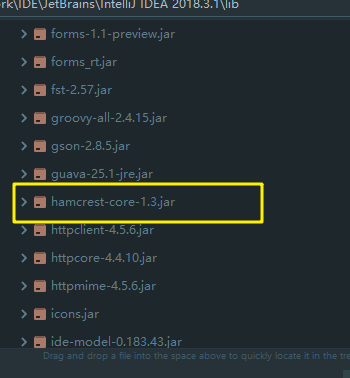 rk\IDE\JetBrains\IntelliJ IDEA 2018.3.1\lib
forms-1.1-preview.jar
forms_rt.jar
fst-2.57.jar
groovy-all-2.4.15.jar
gson-2.8.5.jar
guava-25.1-jre.jar
hamcrest-core-1.3.jar
httpclient-4.5.6.jar
httpcore-4.4.10.jar
httpmime-4.5.6.jar
icons.jar
ide-model-0.183.43.jar
Drag and drop a file into the space above to quickly locate it in the tre